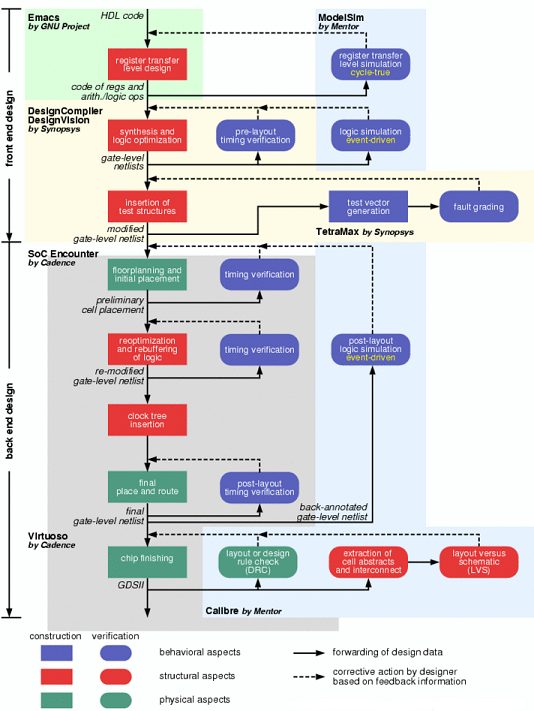 Emacs
by GNU Project
HDL code
ModelSim
by Mentor
register transfer
level design
register transfer
level simulation
cycle-true
code of regs and
arith./logic ops
front end design
DesignCompiler
DesignVision
by Synopsys
synthesis and
logic optimization
pre-layout
timing verification
logic simulation
event-driven
gate-level
netlists
insertion of
test structures
test vector
generation
fault grading
modified
gate-level netlist
TetraMax by Synopsys
SoC Encounter
by Cadence
floorplanning and
initial placement
timing verification
preliminary
cell placement
reoptimization
and rebuffering
of logic
timing verification
post-layout
logic simulation
event-driven
re-modified
gate-level netlist
back end design
clock tree
insertion
final
place and route
post-layout
timing verification
final
gate-level netlist
back-annotated
gate-level netlist
Virtuoso
by Cadence
chip finishing
layout or design
rule check
(DRC)
extraction of
cell abstracts
and interconnect
layout versus
schematic
(LVS)
GDSII
Calibre by Mentor
construction
verification
behavioral aspects
structural aspects
physical aspects
forwarding of design data
corrective action by designer
based on feedback information